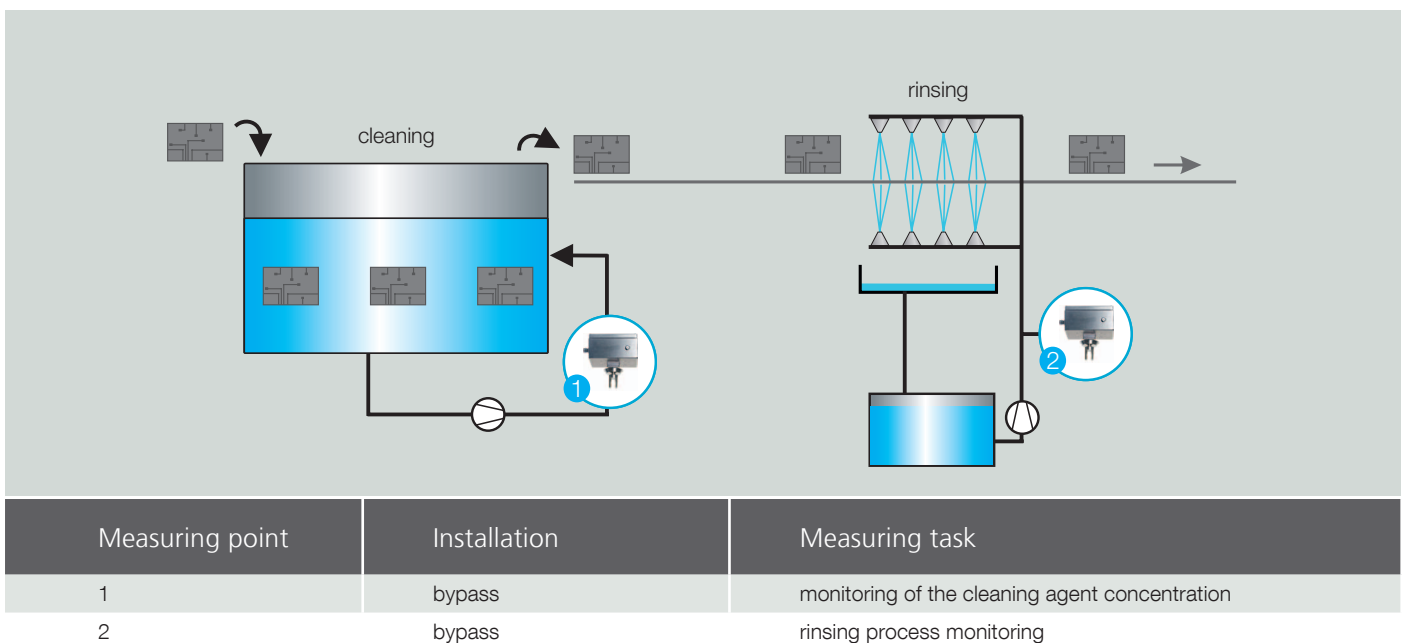 rinsing
cleaning
1
2
Measuring point Installation Measuring task
1 bypass monitoring of the cleaning agent concentration
2 bypass rinsing process monitoring